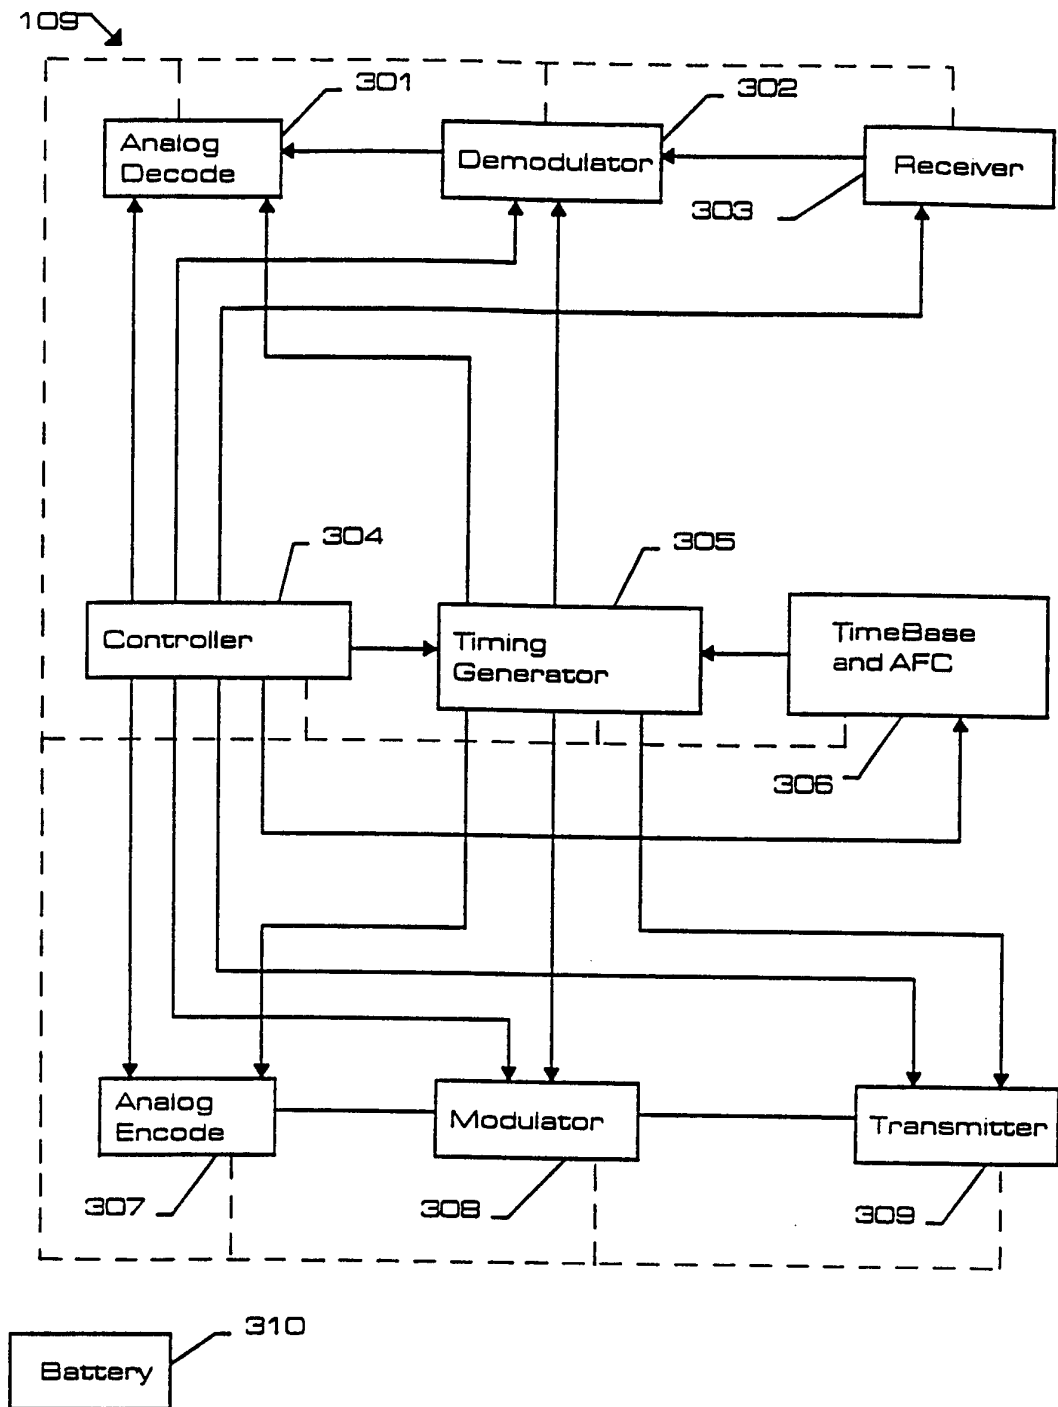 109
301
302
Analog
Decode
Demodulator
Receiver
303
304
305
Controller
Timing
Generator
TimeBase
and AFC
306
Analog
Encode
Modulator
Transmitter
307
308
309
310
Battery